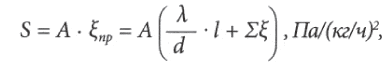 S = A · ξпр = A ( λ/d · l + Σξ ) , Па/(кг/ч)²,